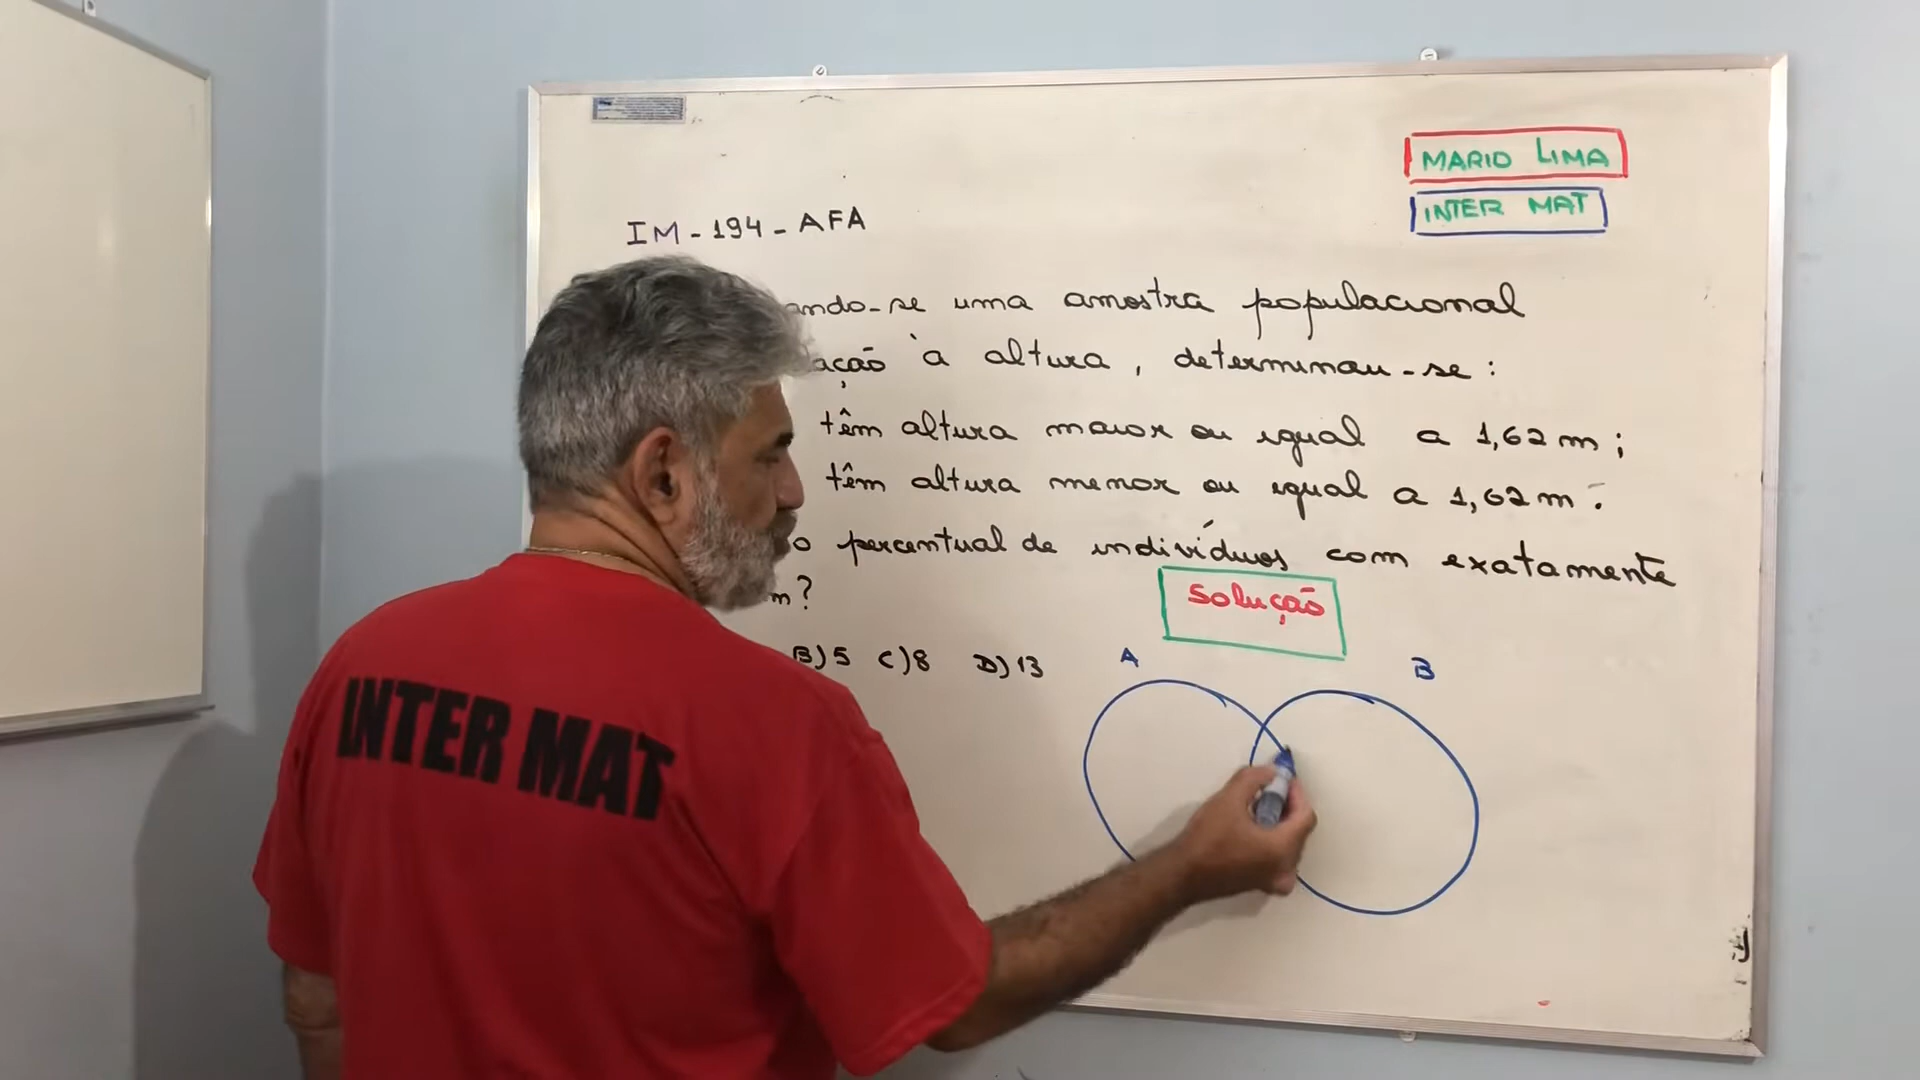 MARIO LIMA
INTER MAT
IM - 194 - AFA
ando-se uma amostra populacional
ação à altura, determinau-se:
têm altura maior ou igual a 1,62 m;
têm altura menor ou igual a 1,62 m.
o percentual de indivíduos com exatamente
m?
Solução
B) 5 C) 8 D) 13
A B
INTER MAT